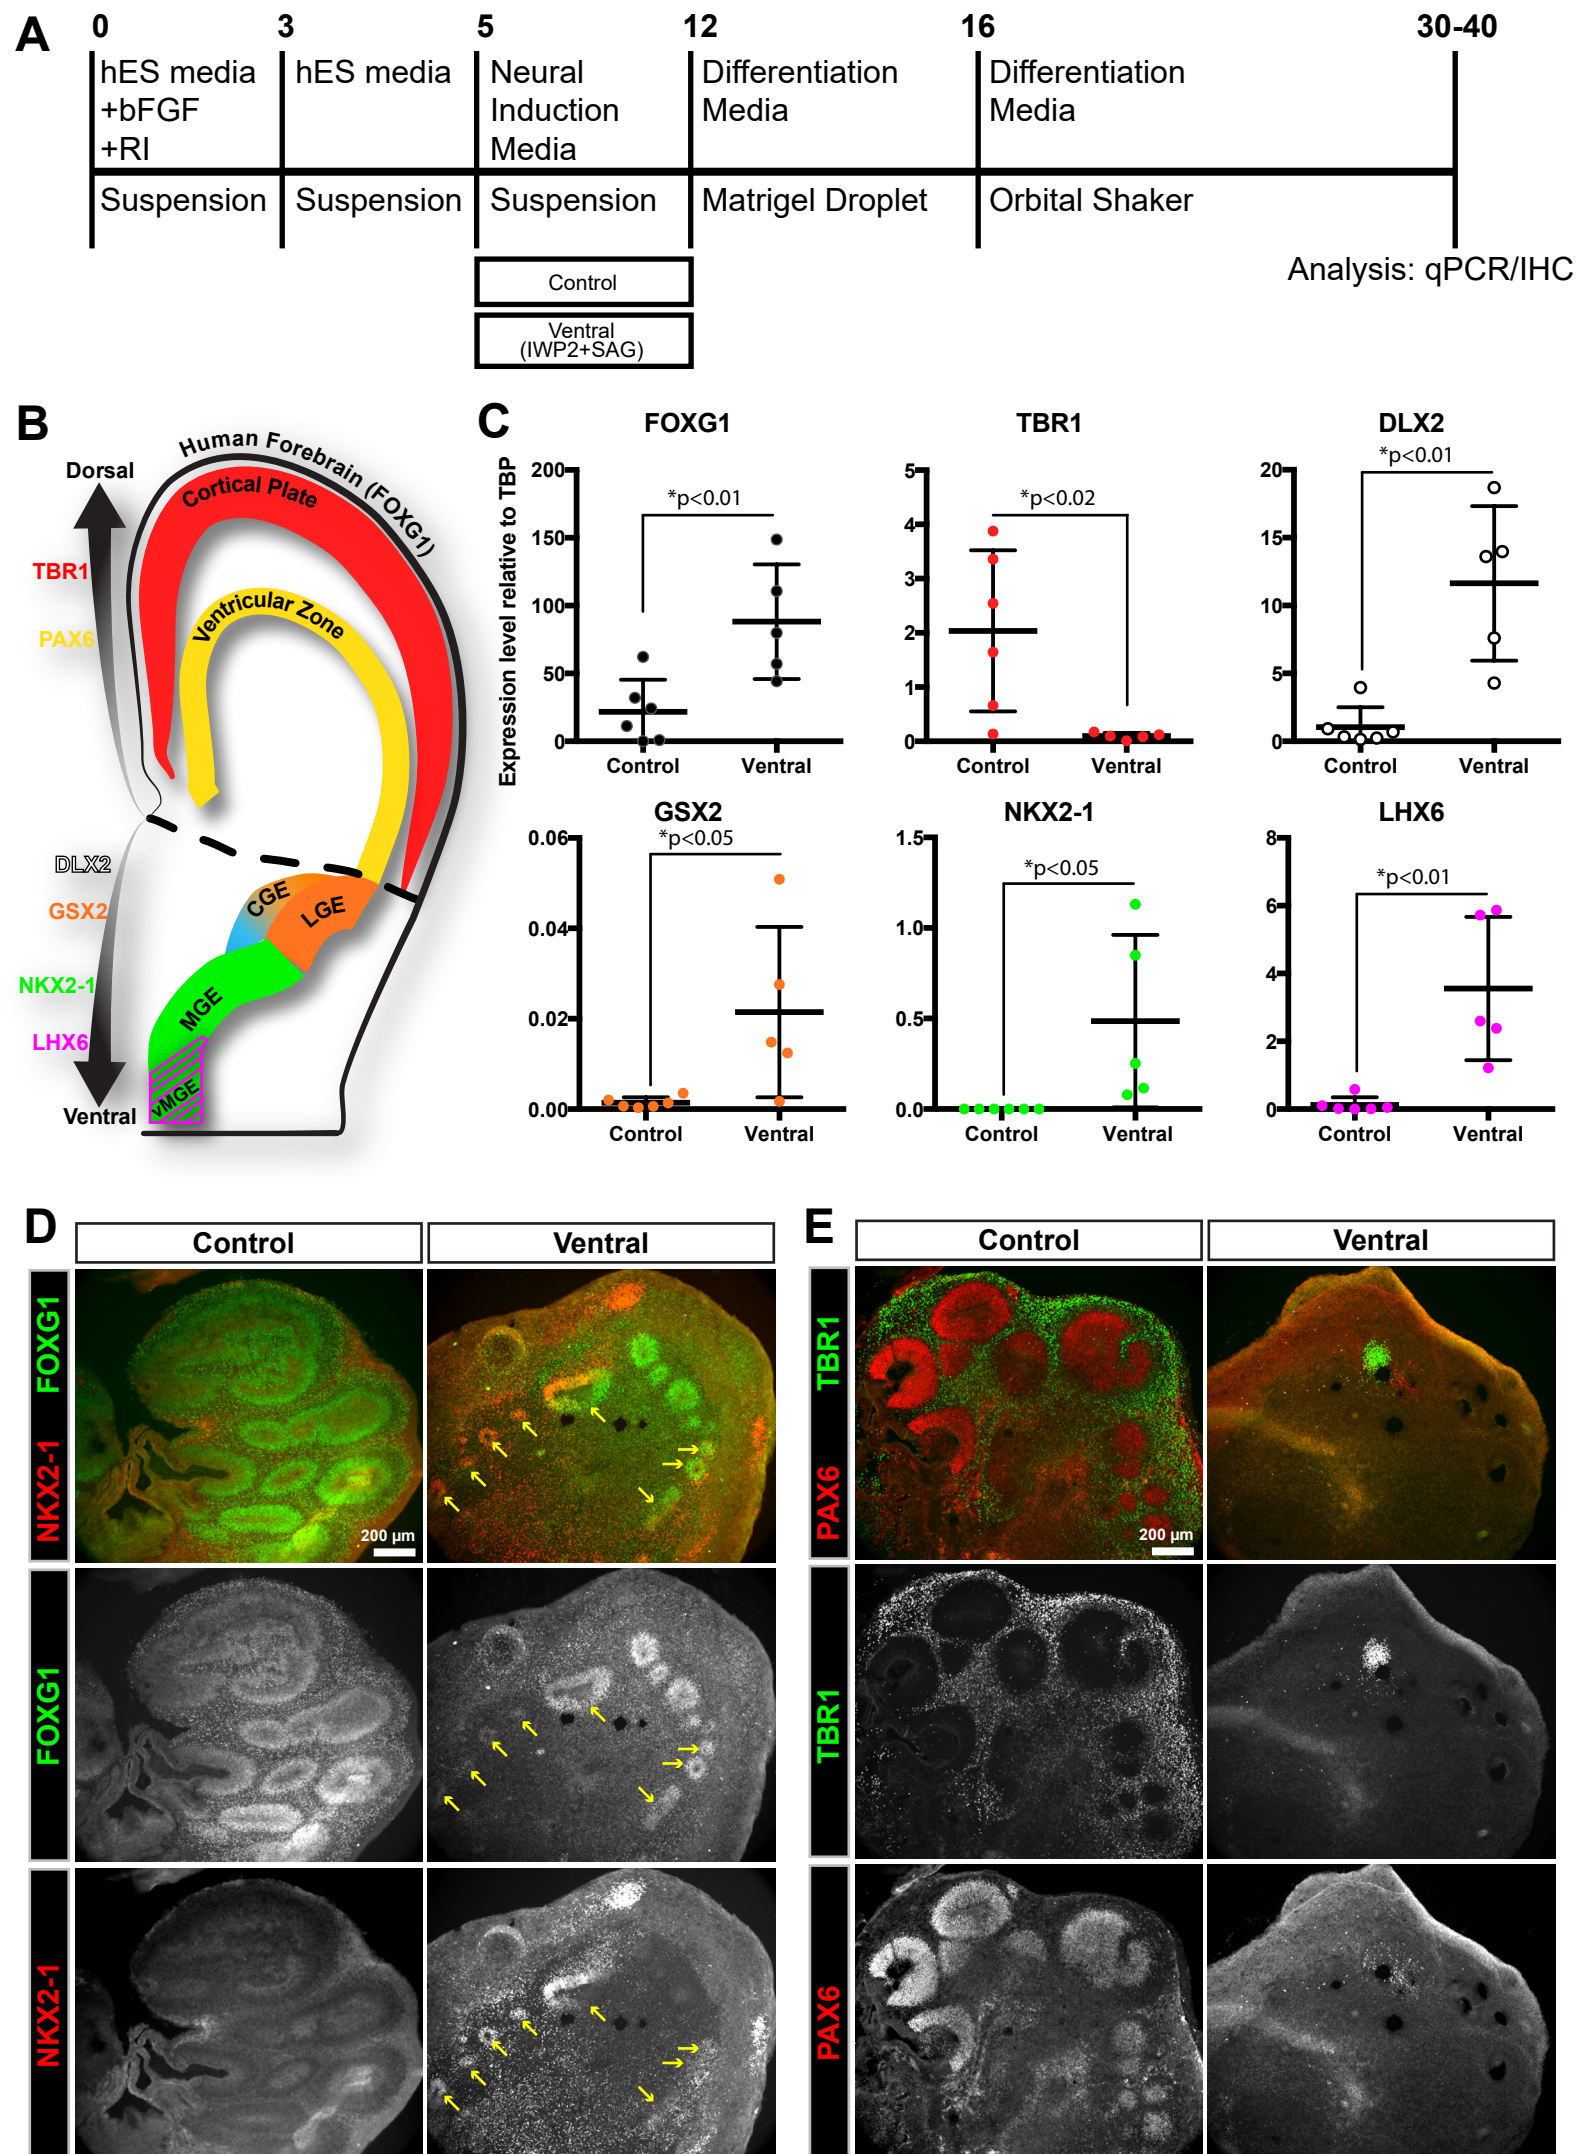 A
0 3 5 12 16 30-40
hES media
+bFGF
+RI
hES media
Neural
Induction
Media
Differentiation
Media
Differentiation
Media
Suspension
Suspension
Suspension
Matrigel Droplet
Orbital Shaker
Control
Ventral
(IWP2+SAG)
Analysis: qPCR/IHC
B
Dorsal
TBR1
PAX6
DLX2
GSX2
NKX2-1
LHX6
Ventral
Human Forebrain (FOXG1)
Cortical Plate
Ventricular Zone
CGE
LGE
MGE
vMGE
C
Expression level relative to TBP
FOXG1
*p<0.01
200
150
100
50
0
Control Ventral
TBR1
*p<0.02
5
4
3
2
1
0
Control Ventral
DLX2
*p<0.01
20
15
10
5
0
Control Ventral
GSX2
*p<0.05
0.06
0.04
0.02
0.00
Control Ventral
NKX2-1
*p<0.05
1.5
1.0
0.5
0.0
Control Ventral
LHX6
*p<0.01
8
6
4
2
0
Control Ventral
D
Control Ventral
NKX2-1 FOXG1
200 µm
FOXG1
NKX2-1
E
Control Ventral
PAX6 TBR1
200 µm
TBR1
PAX6